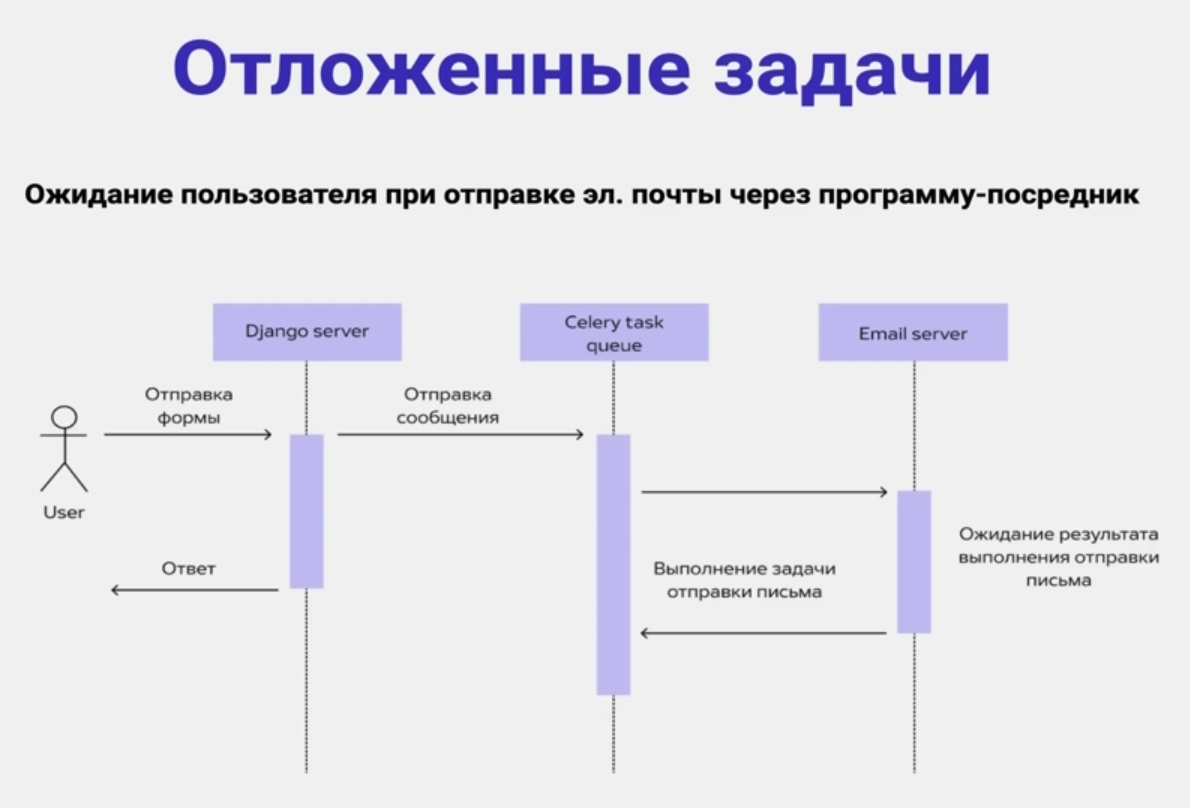 Отложенные задачи
Ожидание пользователя при отправке эл. почты через программу-посредник
Django server
Celery task
queue
Email server
Отправка
формы
Отправка
сообщения
User
Ответ
Выполнение задачи
отправки письма
Ожидание результата
выполнения отправки
письма